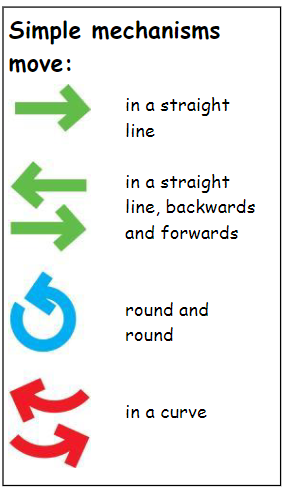 Simple mechanisms
move:
in a straight
line
in a straight
line, backwards
and forwards
round and
round
in a curve